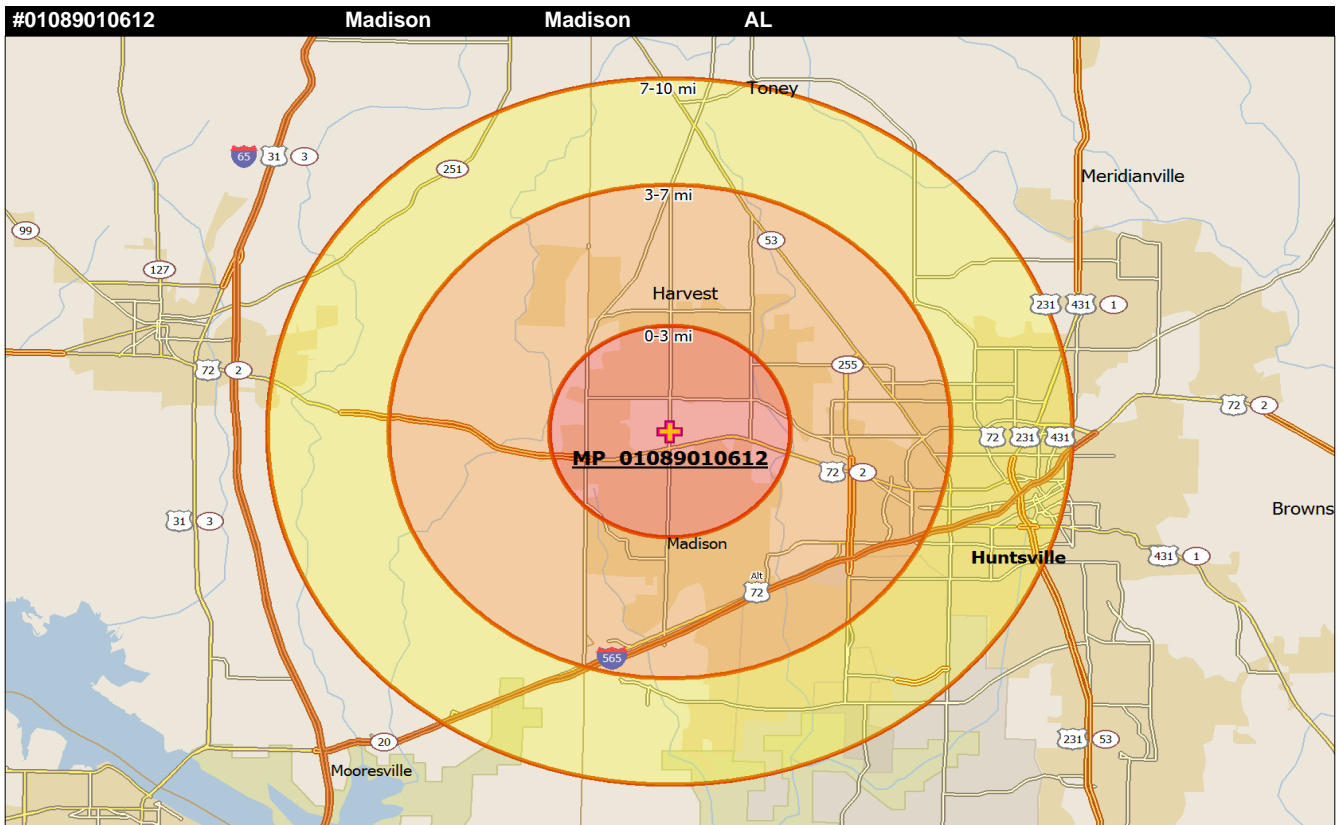 #01089010612 Madison Madison AL
7-10 mi
Toney
65 31 3
251
Meridianville
3-7 mi
99
53
127
Harvest
231 431 1
0-3 mi
255
72 2
72 2
72 231 431
MP 01089010612
72 2
31 3
Browns
Madison
Huntsville
431 1
Alt
72
565
20
231 53
Mooresville